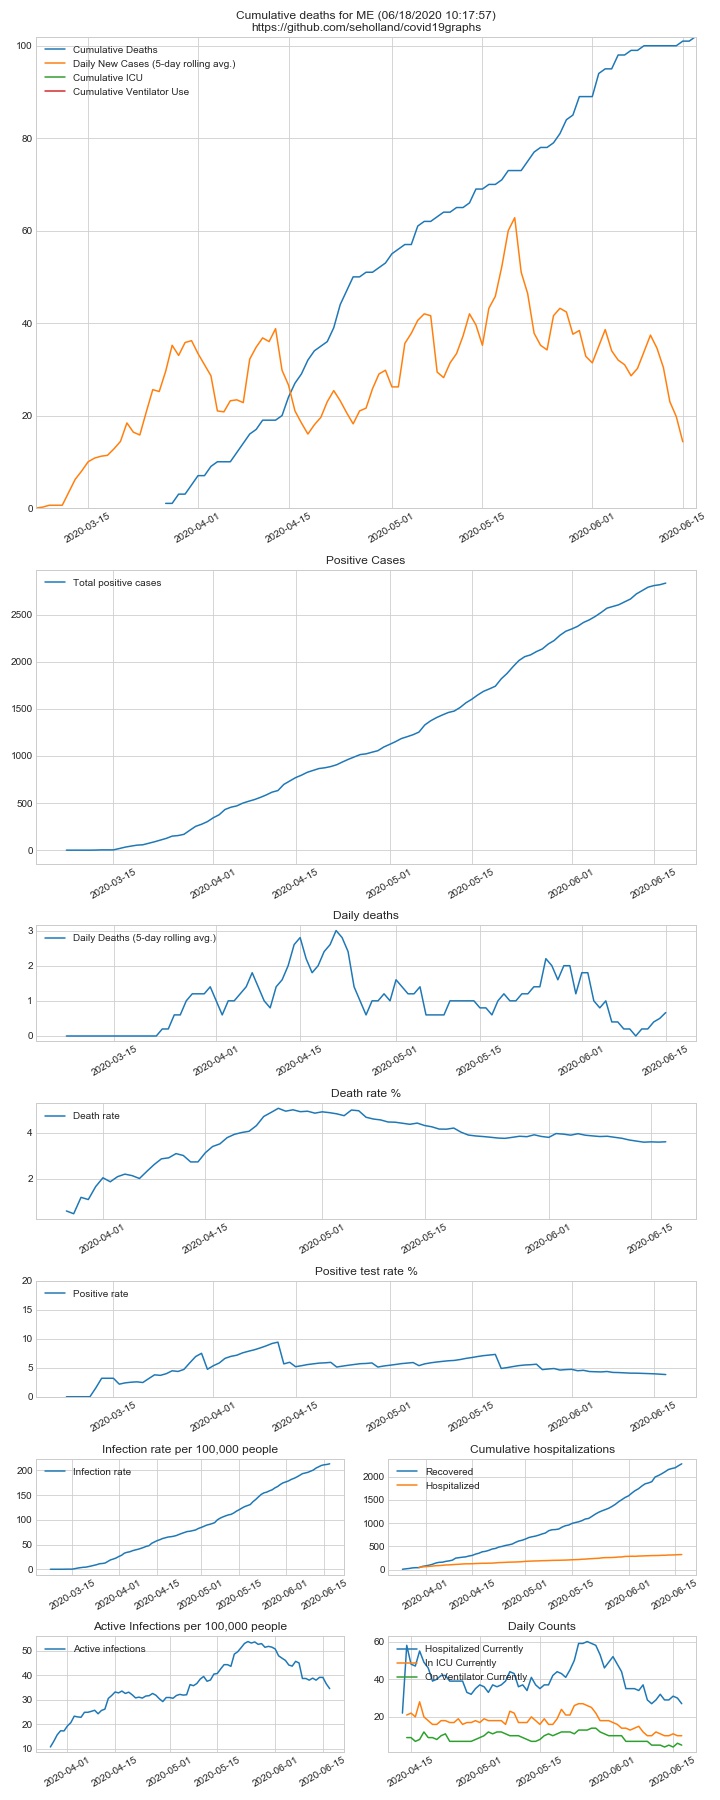 Cumulative deaths for ME (06/18/2020 10:17:57)
https://github.com/seholland/covid19graphs
Cumulative Deaths
Daily New Cases (5-day rolling avg.)
Cumulative ICU
Cumulative Ventilator Use
100
80
60
40
20
0
2020-03-15 2020-04-01 2020-04-15 2020-05-01 2020-05-15 2020-06-01 2020-06-15
Positive Cases
Total positive cases
2500
2000
1500
1000
500
0
2020-03-15 2020-04-01 2020-04-15 2020-05-01 2020-05-15 2020-06-01 2020-06-15
Daily deaths
Daily Deaths (5-day rolling avg.)
3
2
1
0
2020-03-15 2020-04-01 2020-04-15 2020-05-01 2020-05-15 2020-06-01 2020-06-15
Death rate %
Death rate
4
2
2020-04-01 2020-04-15 2020-05-01 2020-05-15 2020-06-01 2020-06-15
Positive test rate %
Positive rate
20
15
10
5
0
2020-03-15 2020-04-01 2020-04-15 2020-05-01 2020-05-15 2020-06-01 2020-06-15
Infection rate per 100,000 people
Infection rate
200
150
100
50
0
2020-03-15 2020-04-01 2020-04-15 2020-05-01 2020-05-15 2020-06-01 2020-06-15
Cumulative hospitalizations
Recovered
Hospitalized
2000
1500
1000
500
0
2020-04-01 2020-04-15 2020-05-01 2020-05-15 2020-06-01 2020-06-15
Active Infections per 100,000 people
Active infections
50
40
30
20
10
2020-04-01 2020-04-15 2020-05-01 2020-05-15 2020-06-01 2020-06-15
Daily Counts
Hospitalized Currently
In ICU Currently
On Ventilator Currently
60
40
20
2020-04-15 2020-05-01 2020-05-15 2020-06-01 2020-06-15